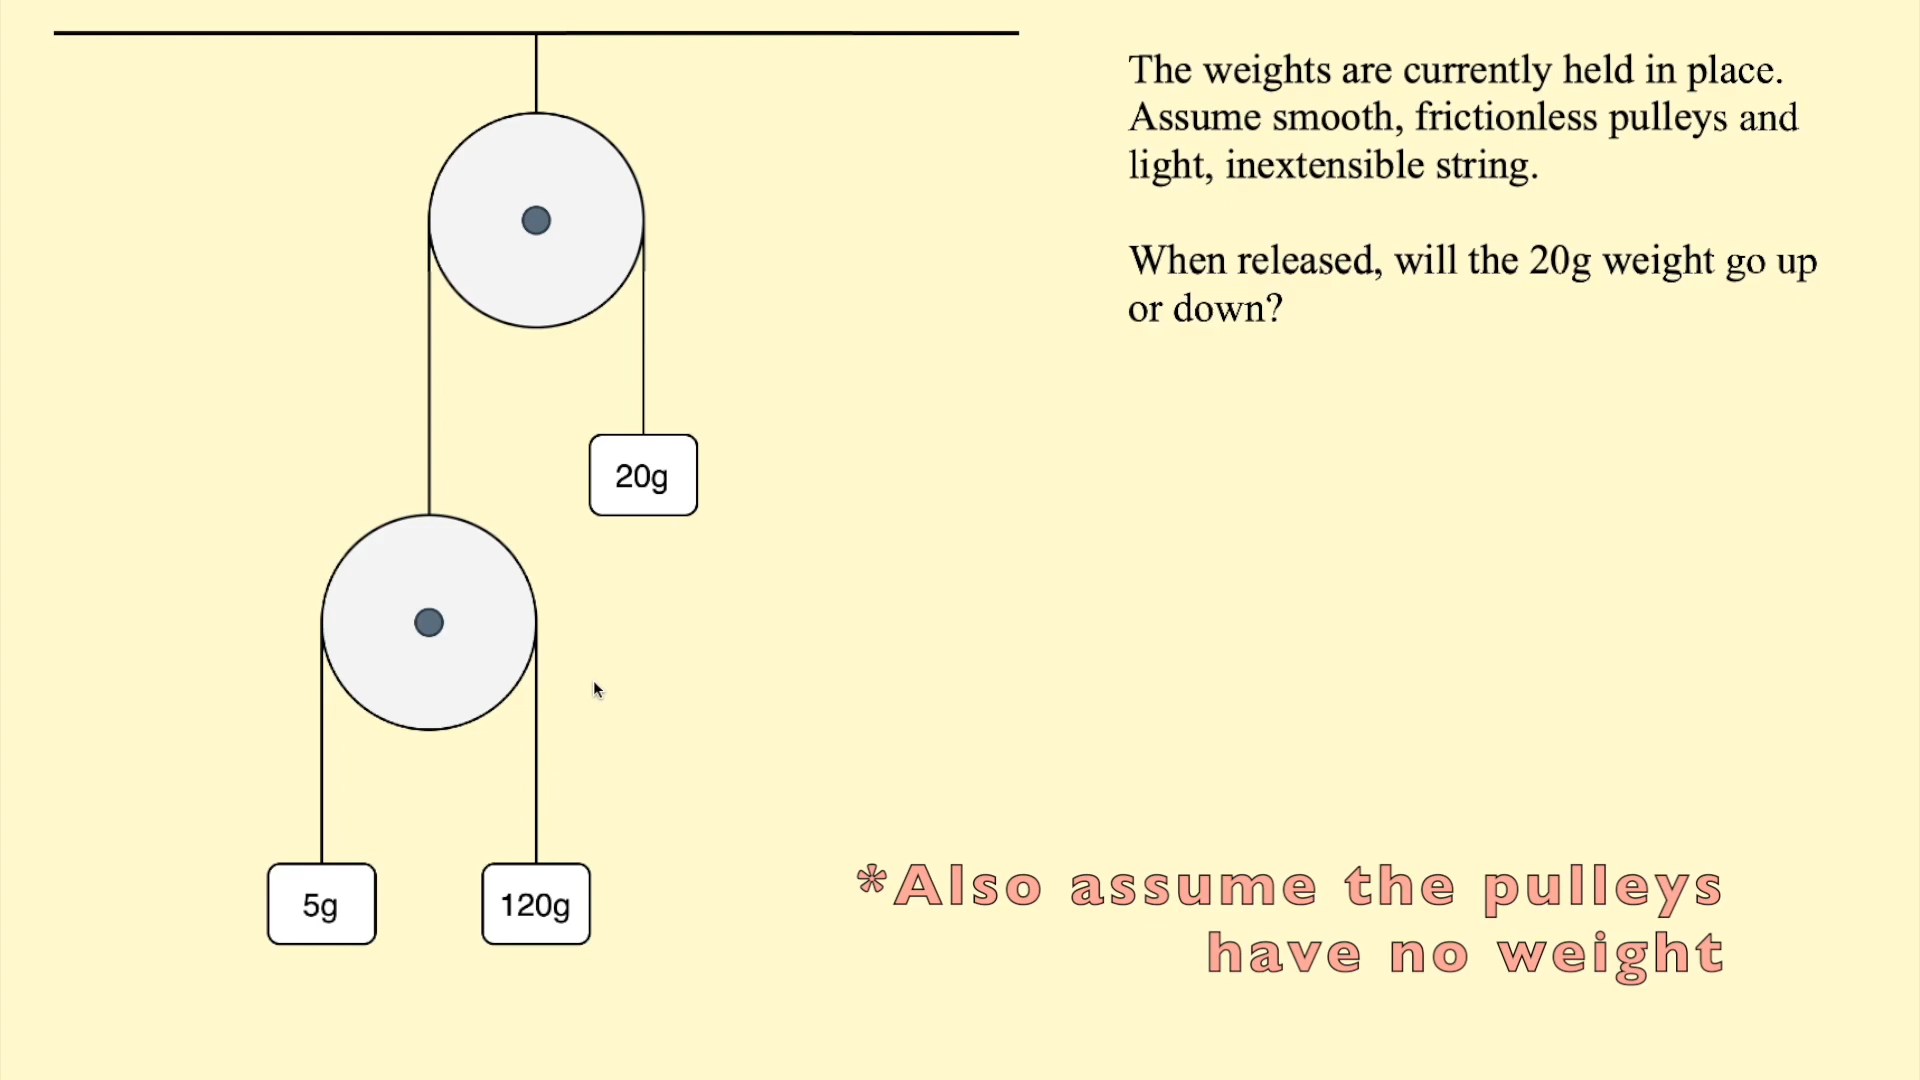 The weights are currently held in place.
Assume smooth, frictionless pulleys and
light, inextensible string.
When released, will the 20g weight go up
or down?
20g
5g
120g
*Also assume the pulleys
have no weight